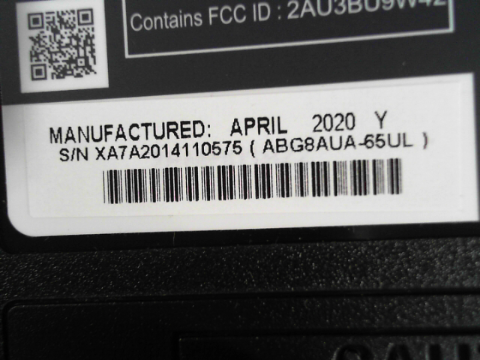 Contains FCC ID : 2AU3BU9W42
MANUFACTURED: APRIL 2020 Y
S/N XA7A2014110575 ( ABG8AUA-65UL )